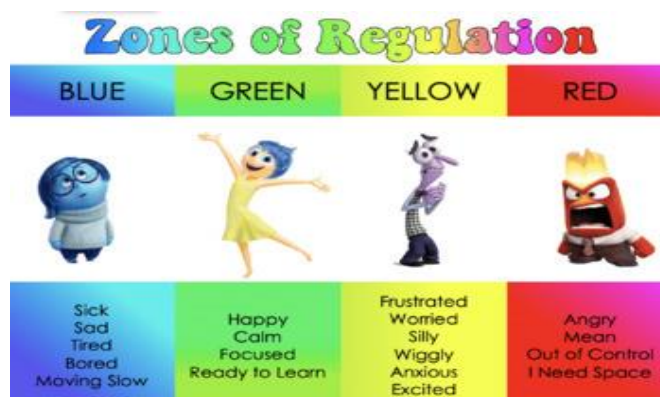 Zones of Regulation
BLUE GREEN YELLOW RED
Sick
Sad
Tired
Bored
Moving Slow
Happy
Calm
Focused
Ready to Learn
Frustrated
Worried
Silly
Wiggly
Anxious
Excited
Angry
Mean
Out of Control
I Need Space